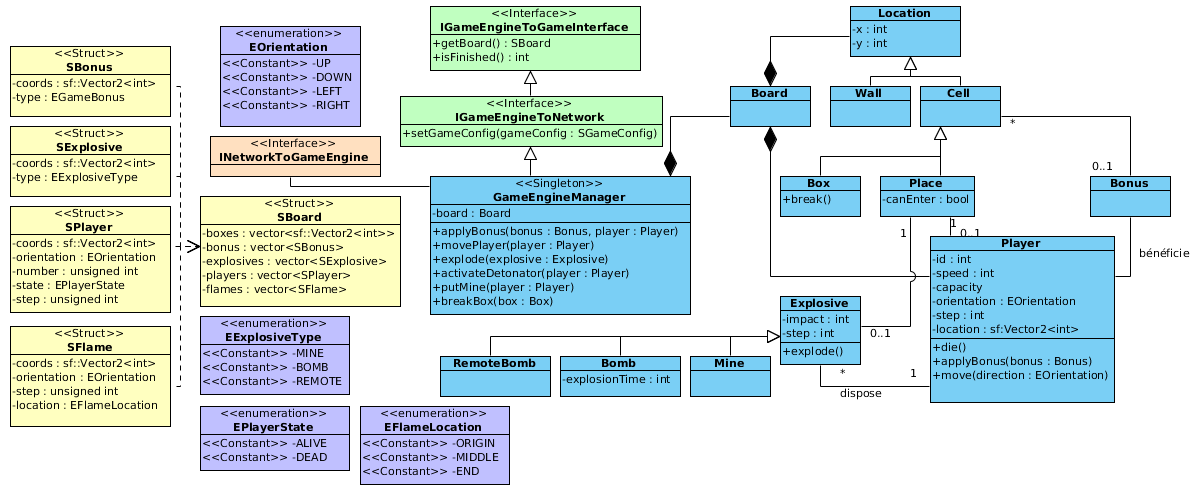 <<Struct>>
SBonus
-coords : sf::Vector2<int>
-type : EGameBonus
<<Struct>>
SExplosive
-coords : sf::Vector2<int>
-type : EExplosiveType
<<Struct>>
SPlayer
-coords : sf::Vector2<int>
-orientation : EOrientation
-number : unsigned int
-state : EPlayerState
-step : unsigned int
<<Struct>>
SFlame
-coords : sf::Vector2<int>
-orientation : EOrientation
-step : unsigned int
-location : EFlameLocation
<<enumeration>>
EOrientation
<<Constant>> -UP
<<Constant>> -DOWN
<<Constant>> -LEFT
<<Constant>> -RIGHT
<<Interface>>
INetworkToGameEngine
<<Struct>>
SBoard
-boxes : vector<sf::Vector2<int>>
-bonus : vector<SBonus>
-explosives : vector<SExplosive>
-players : vector<SPlayer>
-flames : vector<SFlame>
<<enumeration>>
EExplosiveType
<<Constant>> -MINE
<<Constant>> -BOMB
<<Constant>> -REMOTE
<<enumeration>>
EPlayerState
<<Constant>> -ALIVE
<<Constant>> -DEAD
<<enumeration>>
EFlameLocation
<<Constant>> -ORIGIN
<<Constant>> -MIDDLE
<<Constant>> -END
<<Interface>>
IGameEngineToGameInterface
+getBoard() : SBoard
+isFinished() : int
<<Interface>>
IGameEngineToNetwork
+setGameConfig(gameConfig : SGameConfig)
<<Singleton>>
GameEngineManager
-board : Board
+applyBonus(bonus : Bonus, player : Player)
+movePlayer(player : Player)
+explode(explosive : Explosive)
+activateDetonator(player : Player)
+putMine(player : Player)
+breakBox(box : Box)
Location
-x : int
-y : int
Board
Wall
Cell
*
0..1
Box
+break()
Place
-canEnter : bool
Bonus
1
1
0..1
bénéficie
Player
-id : int
-speed : int
-capacity
-orientation : EOrientation
-step : int
-location : sf:Vector2<int>
+die()
+applyBonus(bonus : Bonus)
+move(direction : EOrientation)
Explosive
-impact : int
-step : int
+explode()
0..1
*
1
dispose
RemoteBomb
Bomb
-explosionTime : int
Mine